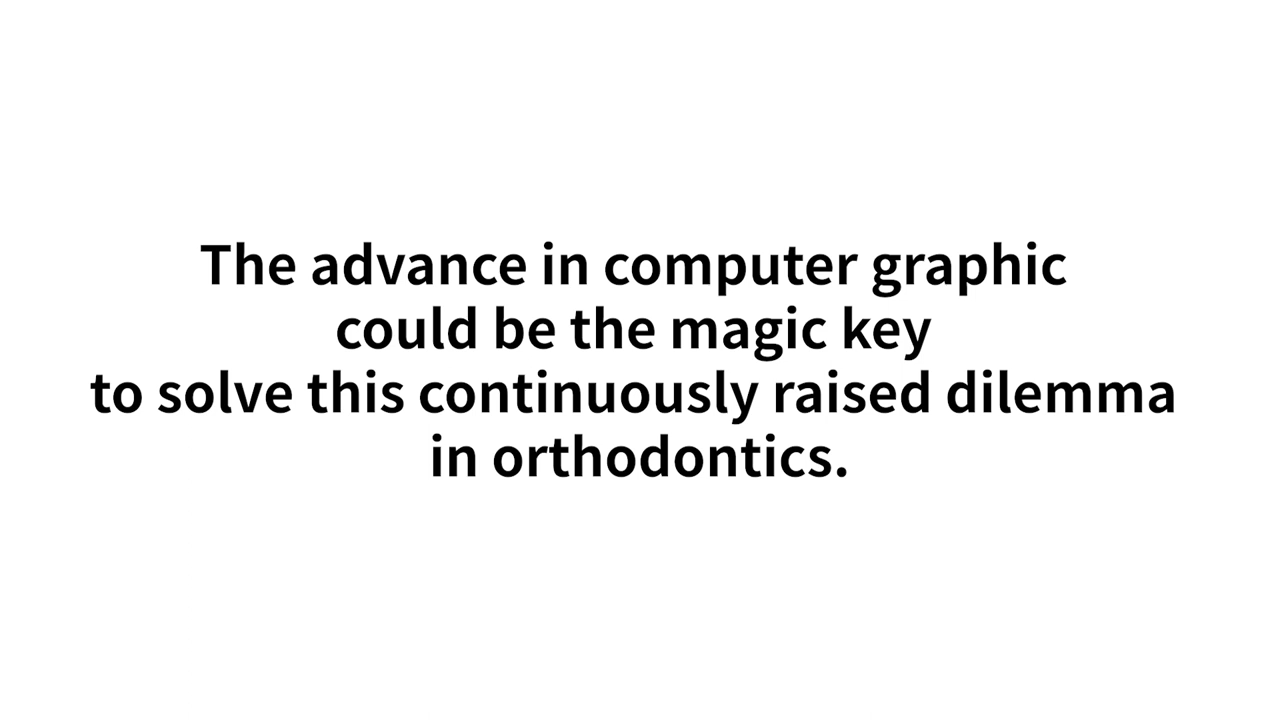 The advance in computer graphic
could be the magic key
to solve this continuously raised dilemma
in orthodontics.